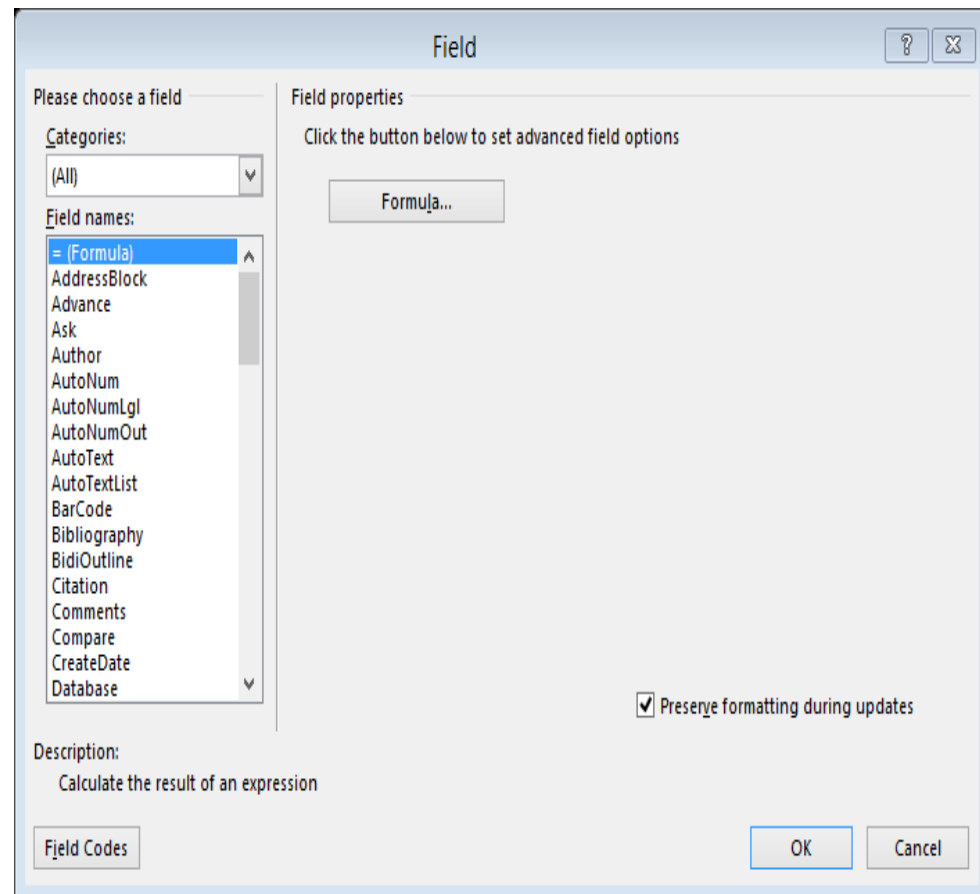 Field
Please choose a field
Categories:
(All)
Field names:
= (Formula)
AddressBlock
Advance
Ask
Author
AutoNum
AutoNumLgl
AutoNumOut
AutoText
AutoTextList
BarCode
Bibliography
BidiOutline
Citation
Comments
Compare
CreateDate
Database
Field properties
Click the button below to set advanced field options
Formula...
Preserve formatting during updates
Description:
Calculate the result of an expression
Field Codes
OK
Cancel